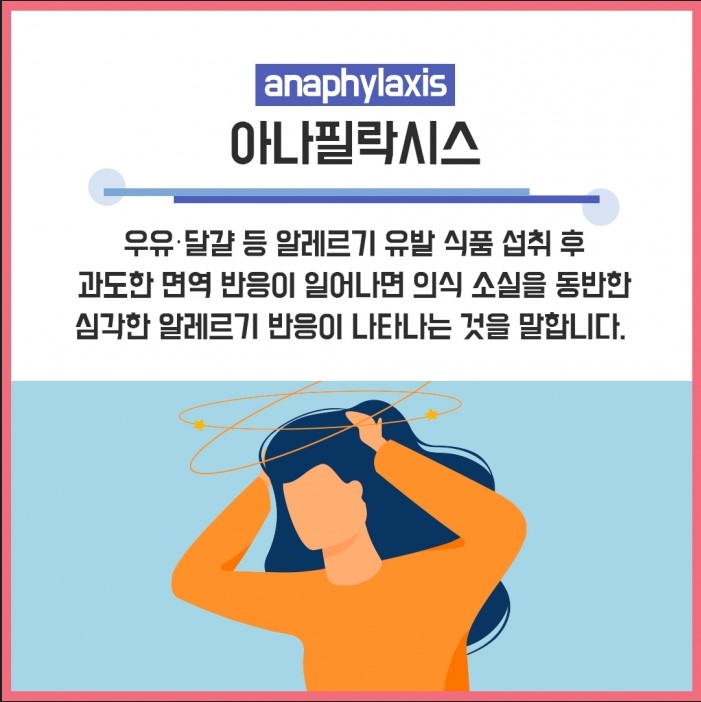 anaphylaxis
아나필락시스
우유·달걀 등 알레르기 유발 식품 섭취 후
과도한 면역 반응이 일어나면 의식 소실을 동반한
심각한 알레르기 반응이 나타나는 것을 말합니다.